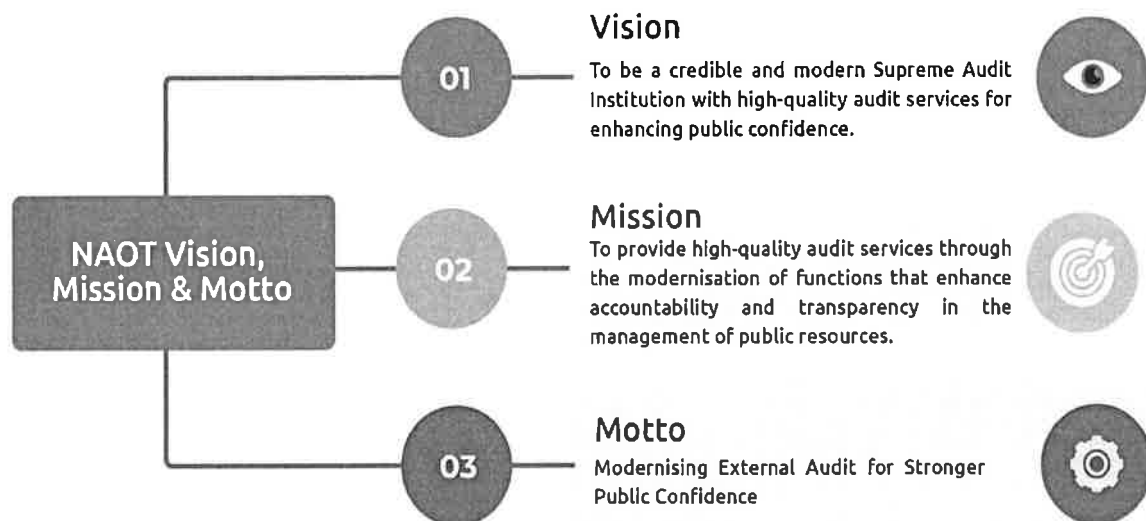 NAOT Vision,
Mission & Motto
01
Vision
To be a credible and modern Supreme Audit
Institution with high-quality audit services for
enhancing public confidence.
02
Mission
To provide high-quality audit services through
the modernisation of functions that enhance
accountability and transparency in the
management of public resources.
03
Motto
Modernising External Audit for Stronger
Public Confidence